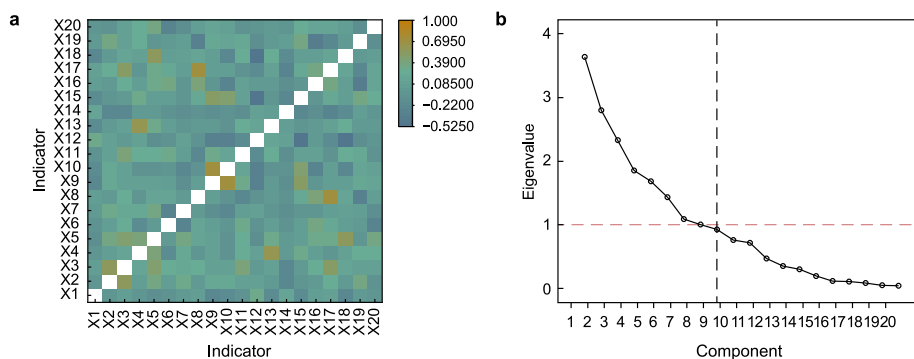 a
X20
X19
X18
X17
X16
X15
X14
X13
X12
X11
X10
X9
X8
X7
X6
X5
X4
X3
X2
X1
Indicator
X1
X2
X3
X4
X5
X6
X7
X8
X9
X10
X11
X12
X13
X14
X15
X16
X17
X18
X19
X20
Indicator
1.000
0.6950
0.3900
0.08500
−0.2200
−0.5250
b
4
3
2
1
0
Eigenvalue
1 2 3 4 5 6 7 8 9 10 11 12 13 14 15 16 17 18 19 20
Component